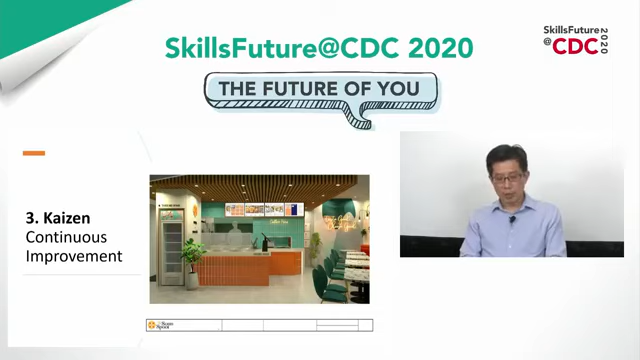 SkillsFuture@CDC 2020
THE FUTURE OF YOU
SkillsFuture
@CDC
2020
3. Kaizen
Continuous
Improvement